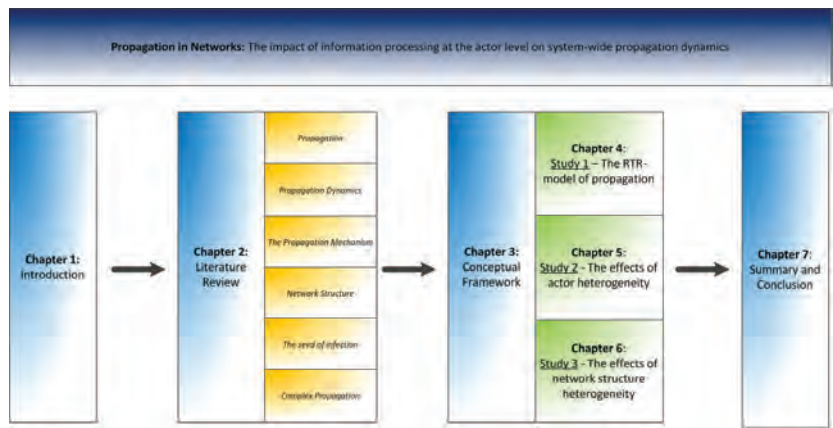 Propagation in Networks: The impact of information processing at the actor level on system-wide propagation dynamics
Chapter 1:
Introduction
Chapter 2:
Literature
Review
Propagation
Propagation Dynamics
The Propagation Mechanism
Network Structure
The seed of infection
Complex Propagation
Chapter 3:
Conceptual
Framework
Chapter 4:
Study 1 – The RTR-
model of propagation
Chapter 5:
Study 2 - The effects of
actor heterogeneity
Chapter 6:
Study 3 - The effects of
network structure
heterogeneity
Chapter 7:
Summary and
Conclusion